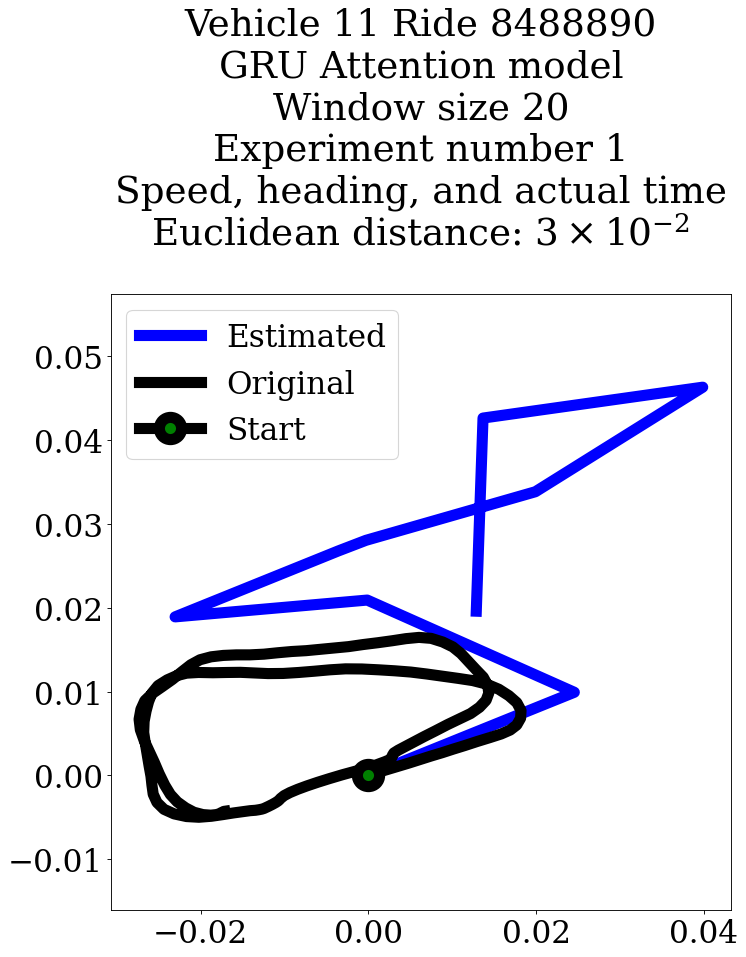 Vehicle 11 Ride 8488890
GRU Attention model
Window size 20
Experiment number 1
Speed, heading, and actual time
Euclidean distance: 3 × 10⁻²
Estimated
Original
Start
0.05
0.04
0.03
0.02
0.01
0.00
−0.01
−0.02
0.00
0.02
0.04